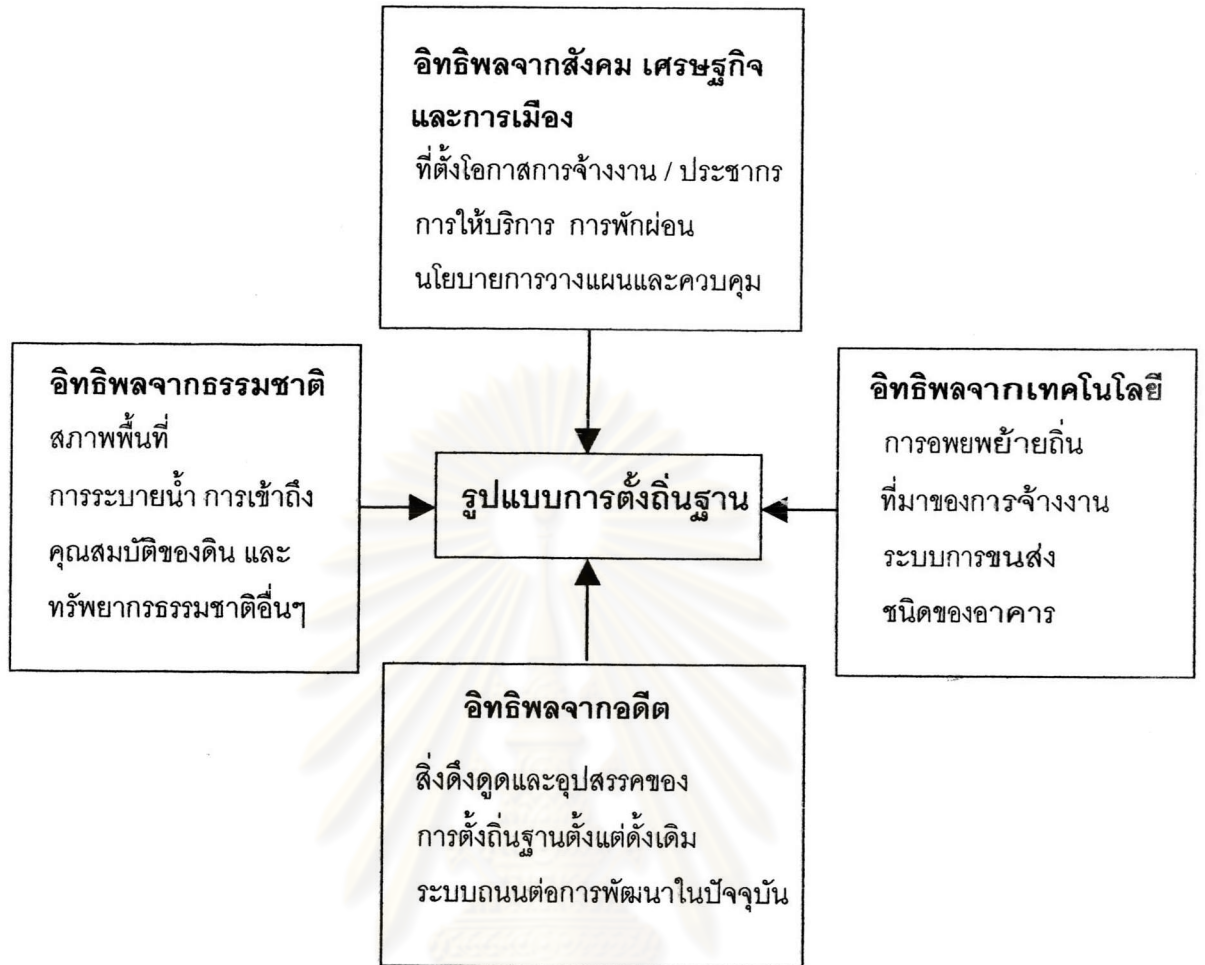 อิทธิพลจากสังคม เศรษฐกิจ
และการเมือง
ที่ตั้งโอกาสการจ้างงาน / ประชากร
การให้บริการ การพักผ่อน
นโยบายการวางแผนและควบคุม
อิทธิพลจากธรรมชาติ
สภาพพื้นที่
การระบายน้ำ การเข้าถึง
คุณสมบัติของดิน และ
ทรัพยากรธรรมชาติอื่นๆ
รูปแบบการตั้งถิ่นฐาน
อิทธิพลจากเทคโนโลยี
การอพยพย้ายถิ่น
ที่มาของการจ้างงาน
ระบบการขนส่ง
ชนิดของอาคาร
อิทธิพลจากอดีต
สิ่งดึงดูดและอุปสรรคของ
การตั้งถิ่นฐานตั้งแต่ดั้งเดิม
ระบบถนนต่อการพัฒนาในปัจจุบัน